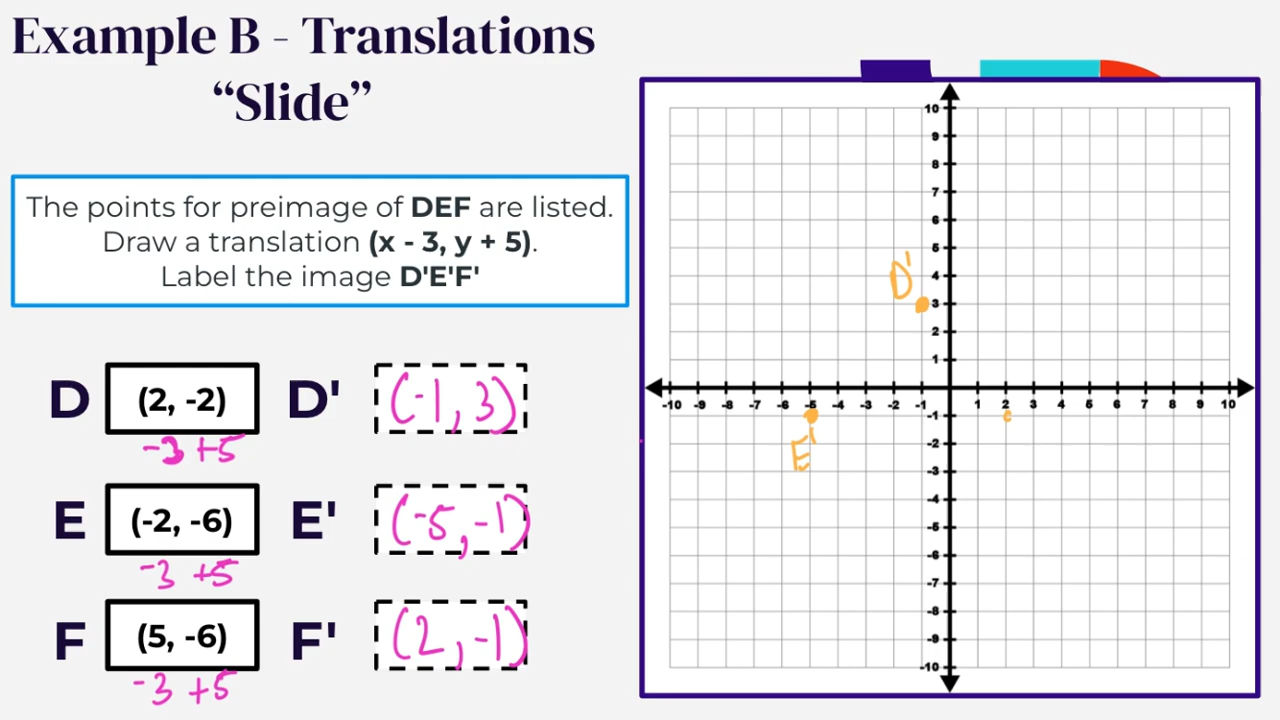 Example B - Translations
“Slide”
The points for preimage of DEF are listed.
Draw a translation (x - 3, y + 5).
Label the image D'E'F'
D (2, -2) D' (-1, 3)
-3 +5
E (-2, -6) E' (-5, -1)
-3 +5
F (5, -6) F' (2, -1)
-3 +5
10
9
8
7
6
5
D' 4
3
2
1
-10 -9 -8 -7 -6 -5 -4 -3 -2 -1 1 2 3 4 5 6 7 8 9 10
-1
E' -2
-3
-4
-5
-6
-7
-8
-9
-10